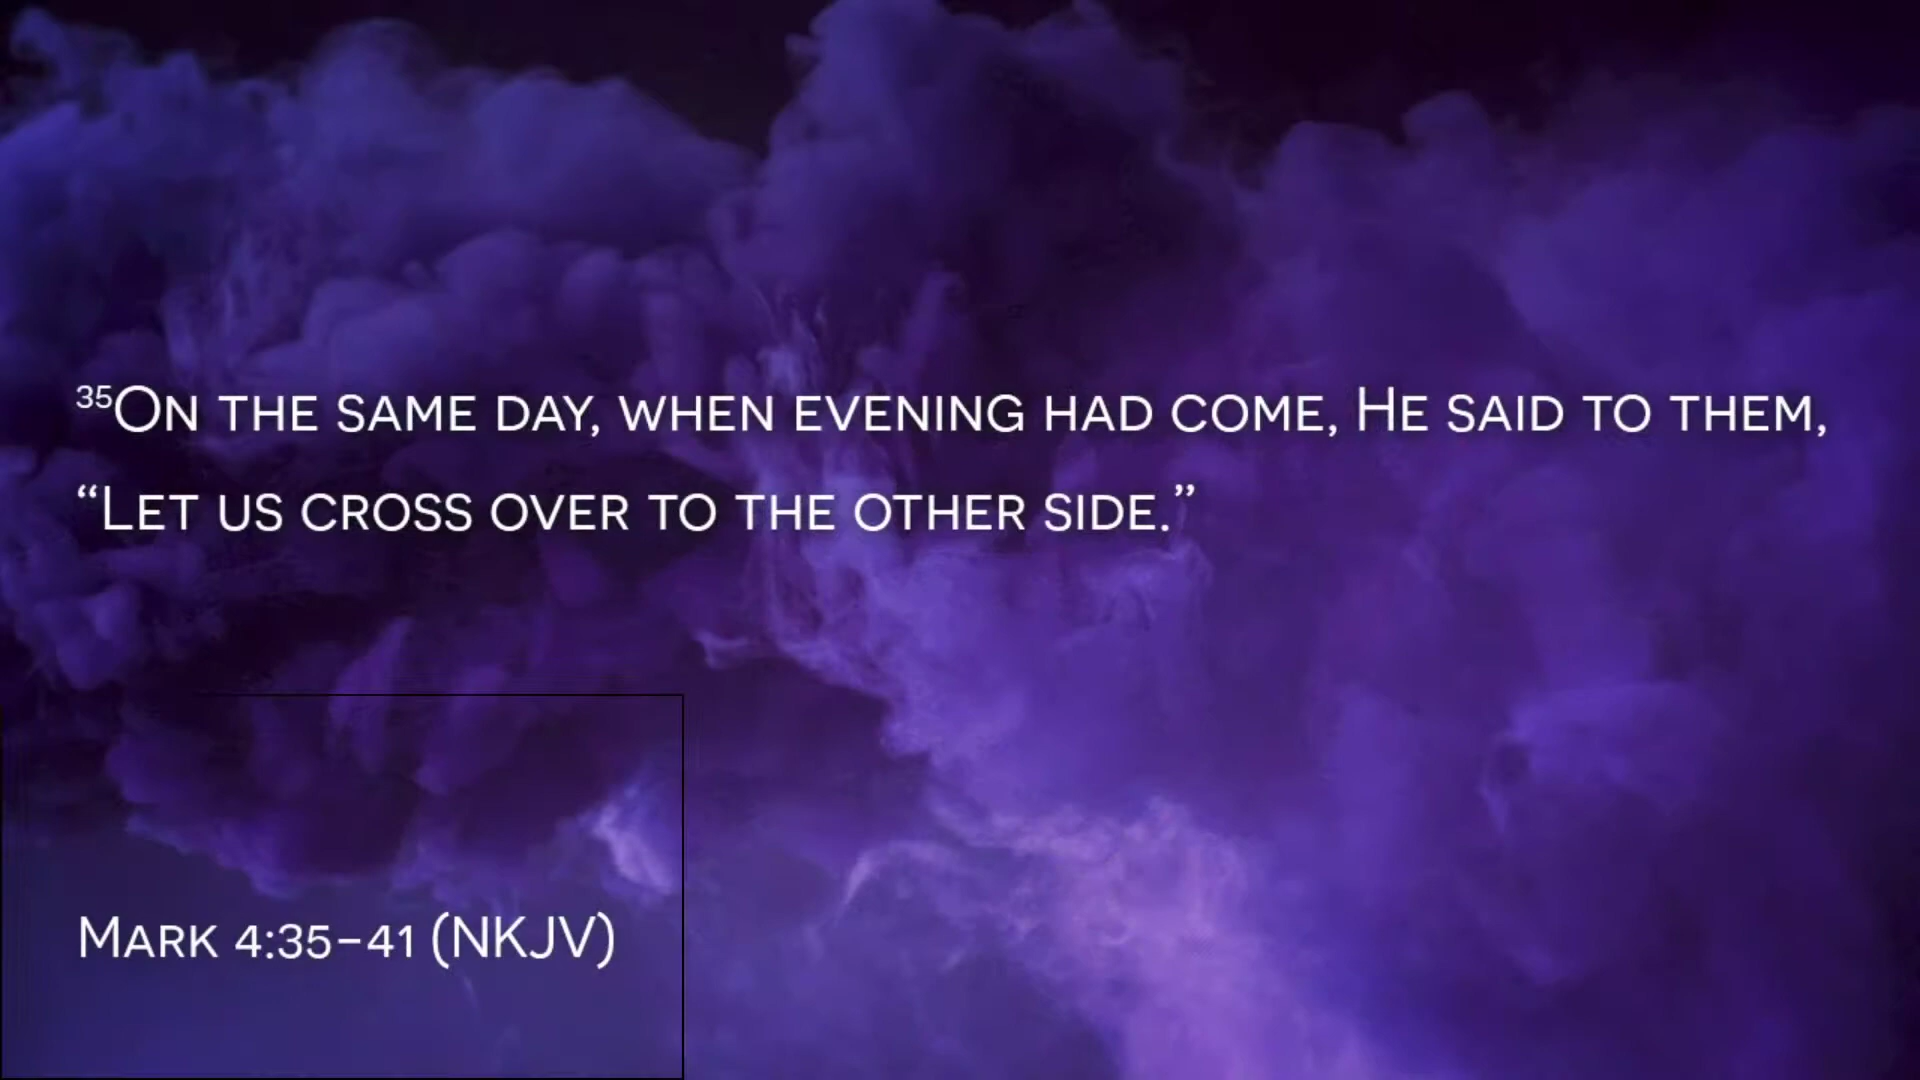 ³⁵On the same day, when evening had come, He said to them,
“Let us cross over to the other side.”
Mark 4:35–41 (NKJV)